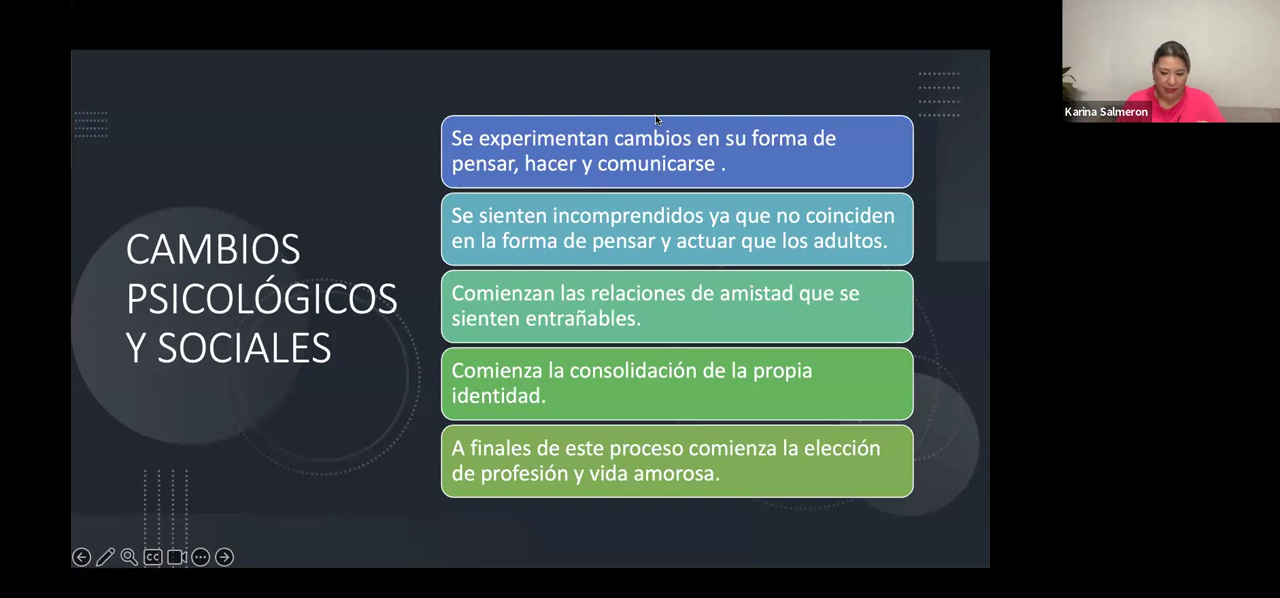 CAMBIOS
PSICOLÓGICOS
Y SOCIALES
Se experimentan cambios en su forma de
pensar, hacer y comunicarse .
Se sienten incomprendidos ya que no coinciden
en la forma de pensar y actuar que los adultos.
Comienzan las relaciones de amistad que se
sienten entrañables.
Comienza la consolidación de la propia
identidad.
A finales de este proceso comienza la elección
de profesión y vida amorosa.
Karina Salmeron
CC